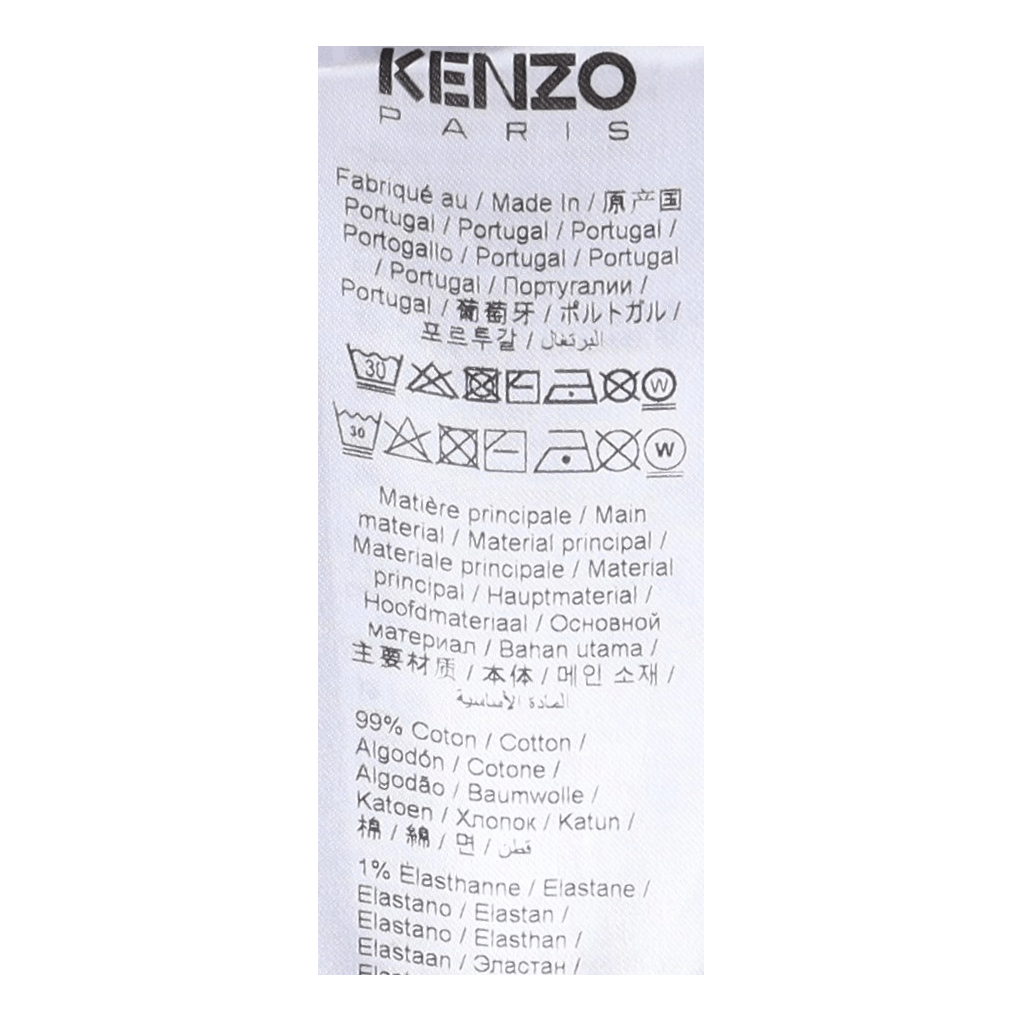 KENZO
PARIS
Fabriqué au / Made In / 原产国
Portugal / Portugal / Portugal /
Portogallo / Portugal / Portugal
/ Portugal / Португалии /
Portugal / 葡萄牙 / ポルトガル /
포르투갈 / البرتغال
30 W
30 W
Matière principale / Main
material / Material principal /
Materiale principale / Material
principal / Hauptmaterial /
Hoofdmateriaal / Основной
материал / Bahan utama /
主要材质 / 本体 / 메인 소재 /
المادة الأساسية
99% Coton / Cotton /
Algodón / Cotone /
Algodão / Baumwolle /
Katoen / Хлопок / Katun /
棉 / 綿 / 면 / قطن
1% Élasthanne / Elastane /
Elastano / Elastan /
Elastano / Elasthan /
Elastaan / Эластан /